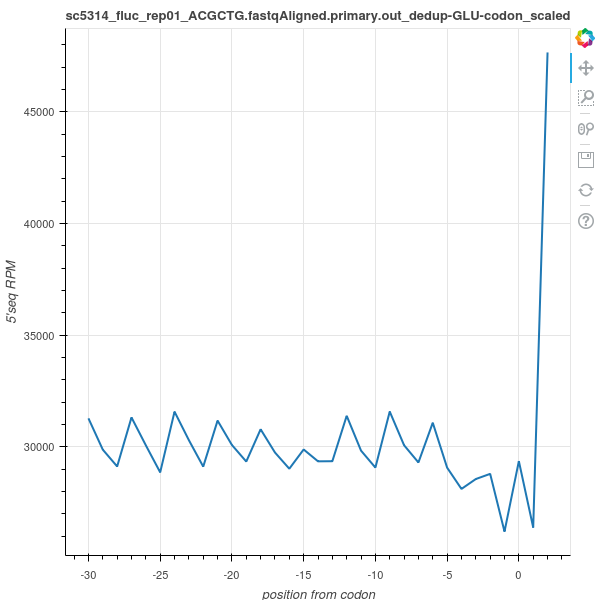 sc5314_fluc_rep01_ACGCTG.fastqAligned.primary.out_dedup-GLU-codon_scaled
45000
40000
35000
30000
5'seq RPM
-30 -25 -20 -15 -10 -5 0
position from codon